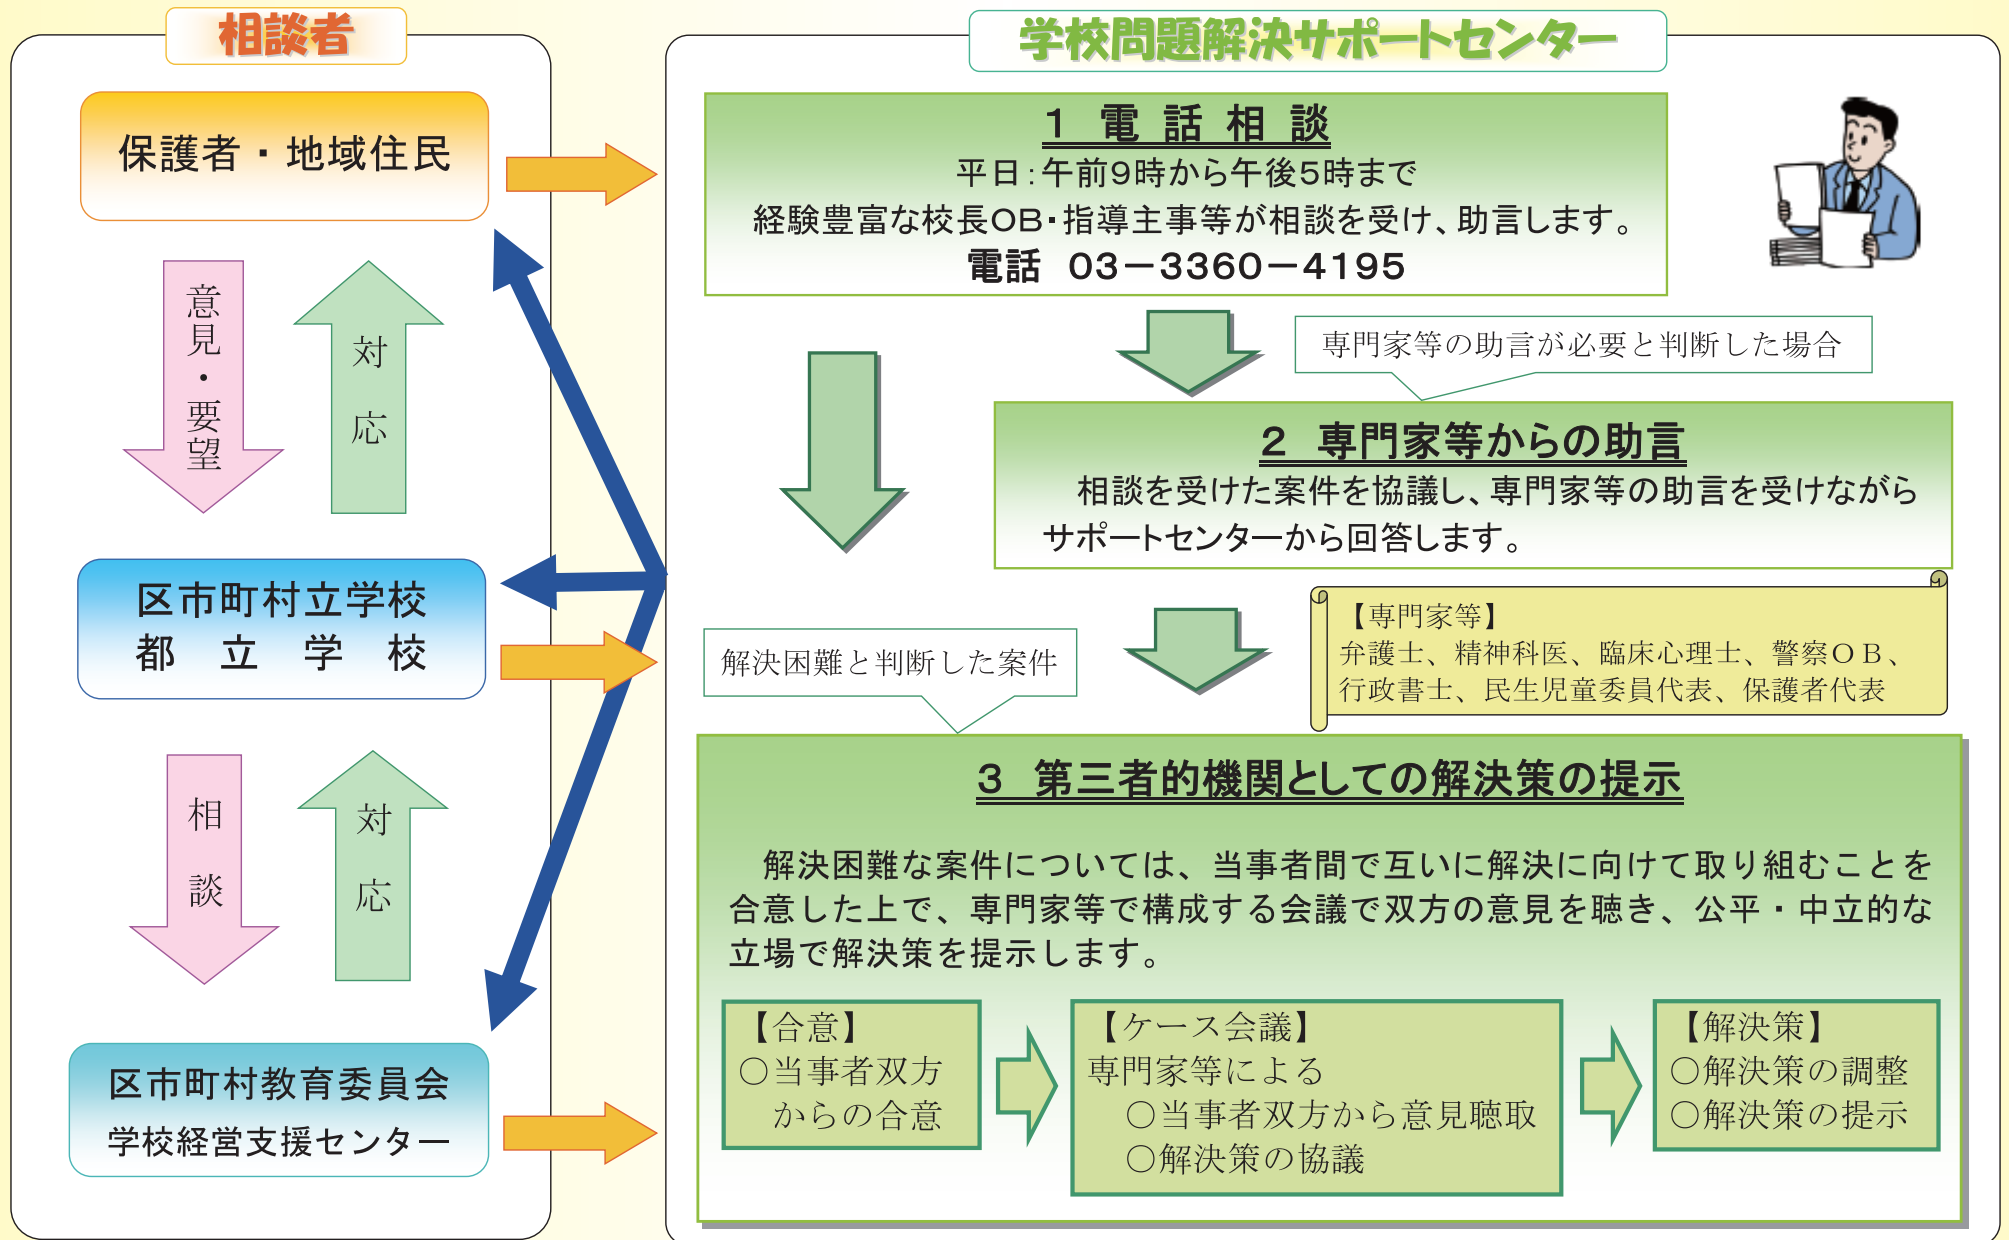 相談者
保護者・地域住民
意見・要望
対応
区市町村立学校
都立学校
相談
対応
区市町村教育委員会
学校経営支援センター
学校問題解決サポートセンター
1 電話相談
平日：午前9時から午後5時まで
経験豊富な校長OB・指導主事等が相談を受け、助言します。
電話 03－3360－4195
専門家等の助言が必要と判断した場合
2 専門家等からの助言
相談を受けた案件を協議し、専門家等の助言を受けながら
サポートセンターから回答します。
【専門家等】
弁護士、精神科医、臨床心理士、警察ＯＢ、
行政書士、民生児童委員代表、保護者代表
解決困難と判断した案件
3 第三者的機関としての解決策の提示
解決困難な案件については、当事者間で互いに解決に向けて取り組むことを
合意した上で、専門家等で構成する会議で双方の意見を聴き、公平・中立的な
立場で解決策を提示します。
【合意】
○当事者双方
からの合意
【ケース会議】
専門家等による
○当事者双方から意見聴取
○解決策の協議
【解決策】
○解決策の調整
○解決策の提示